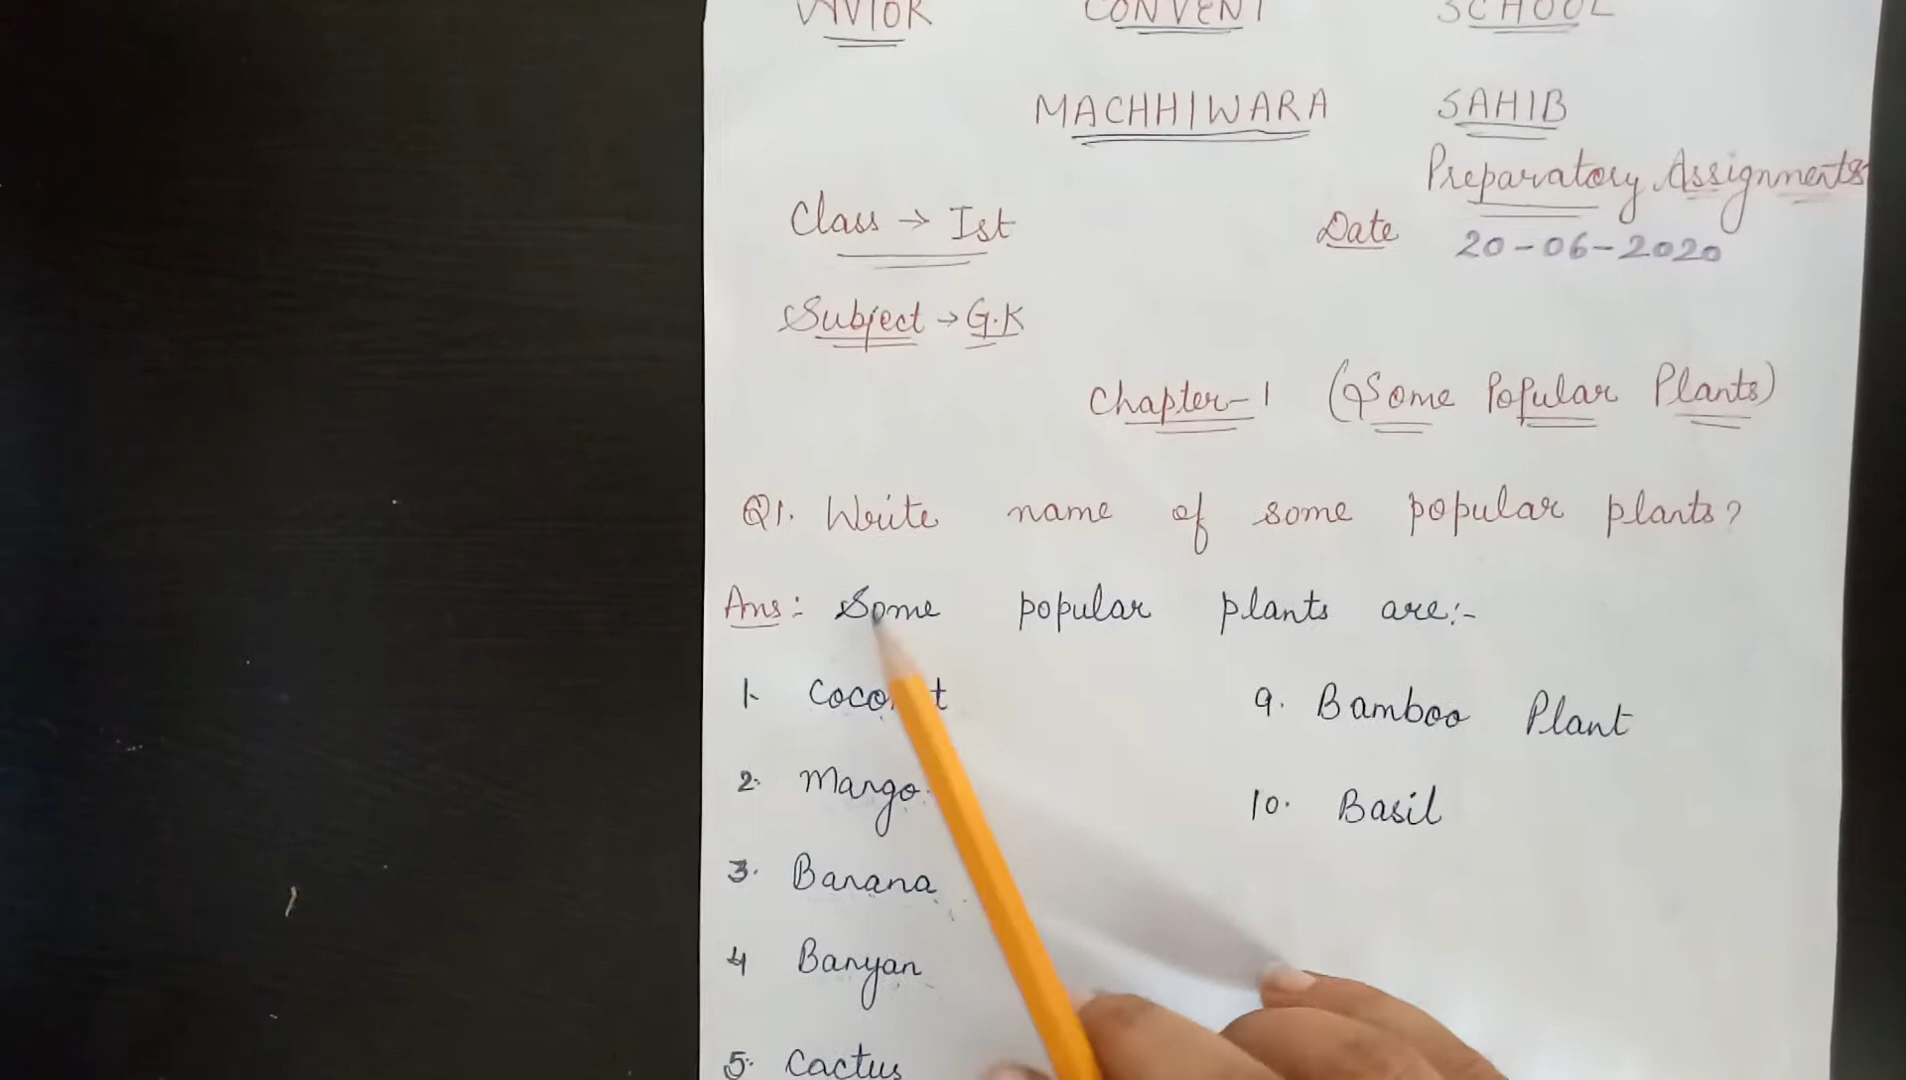 CONVENT SCHOOL
MACHHIWARA SAHIB
Preparatory Assignments
Class → Ist
Date 20-06-2020
Subject → G.K
Chapter-1 (Some Popular Plants)
Q1. Write name of some popular plants?
Ans: Some popular plants are:-
1. Coconut
2. Mango
3. Banana
4 Banyan
5. Cactus
9. Bamboo Plant
10. Basil